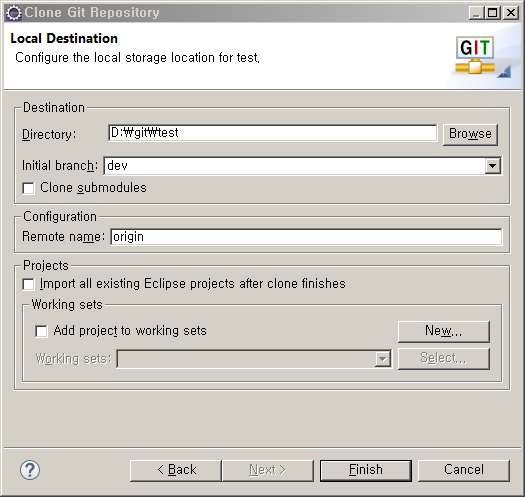 Clone Git Repository
Local Destination
Configure the local storage location for test.
GIT
Destination
Directory: D:₩git₩test Browse
Initial branch: dev
Clone submodules
Configuration
Remote name: origin
Projects
Import all existing Eclipse projects after clone finishes
Working sets
Add project to working sets New...
Working sets: Select...
? < Back Next > Finish Cancel